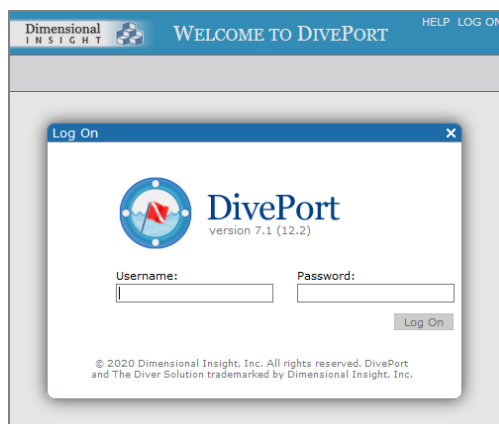 Dimensional
INSIGHT
WELCOME TO DIVEPORT
HELP LOG ON
Log On
DivePort
version 7.1 (12.2)
Username:
Password:
Log On
© 2020 Dimensional Insight, Inc. All rights reserved. DivePort
and The Diver Solution trademarked by Dimensional Insight, Inc.